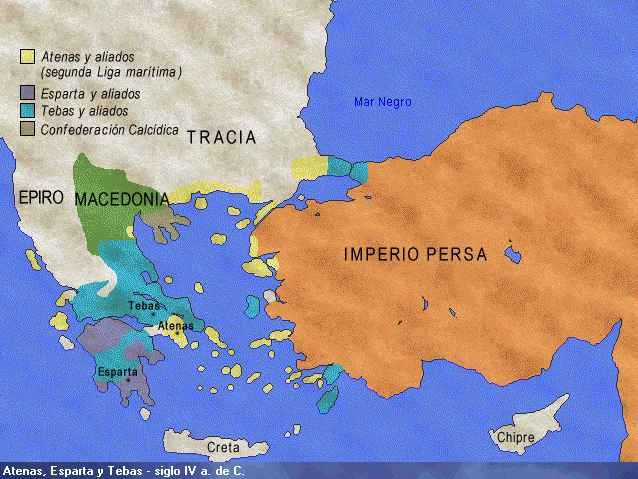 Atenas y aliados
(segunda Liga marítima)
Esparta y aliados
Tebas y aliados
Confederación Calcídica
Mar Negro
TRACIA
EPIRO
MACEDONIA
IMPERIO PERSA
Tebas
Atenas
Esparta
Creta
Chipre
Atenas, Esparta y Tebas - siglo IV a. de C.